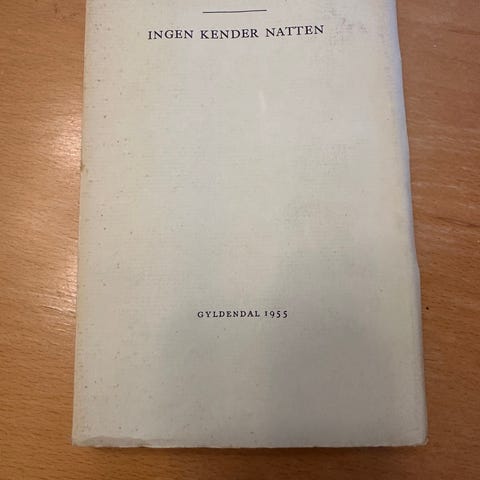 INGEN KENDER NATTEN
GYLDENDAL 1955